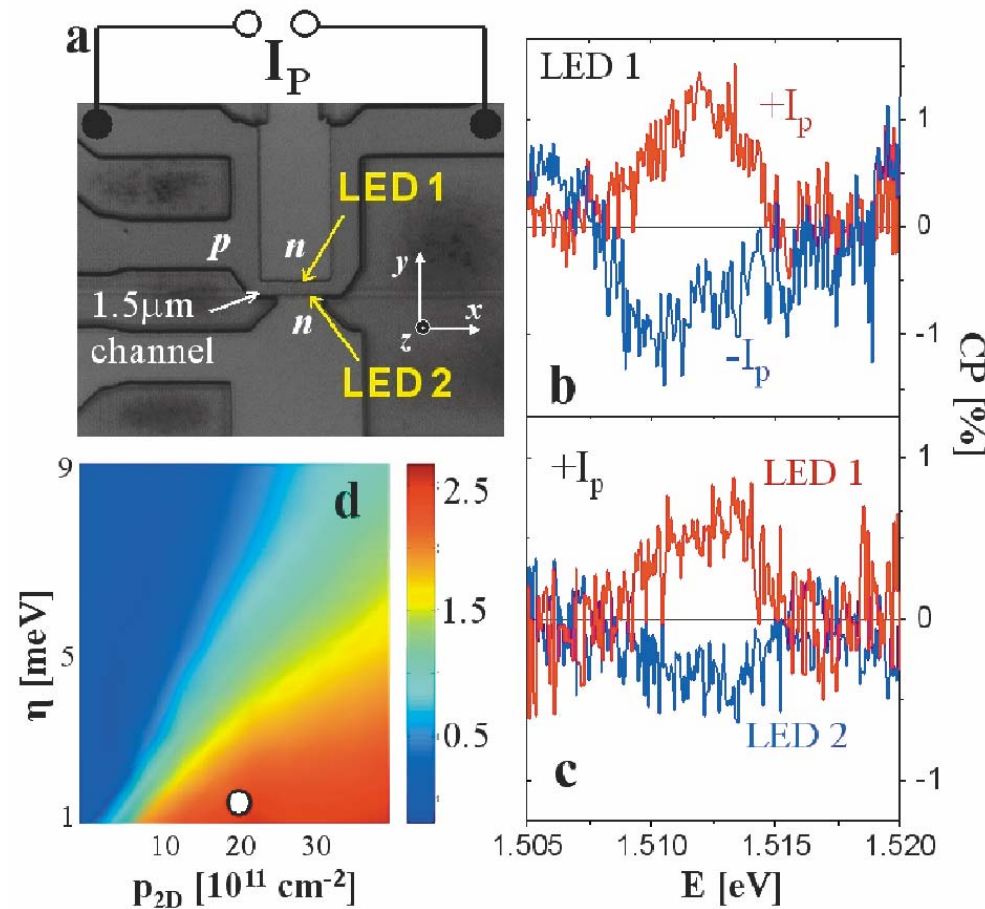 a
I_P
LED 1
p
n
1.5μm
channel
n
y
x
z
LED 2
LED 1
+I_p
-I_p
b
1
0
-1
CP [%]
+I_p
LED 1
LED 2
c
1
0
-1
1.505
1.510
1.515
1.520
E [eV]
d
9
5
1
η [meV]
10
20
30
p_2D [10^11 cm^-2]
2.5
1.5
0.5